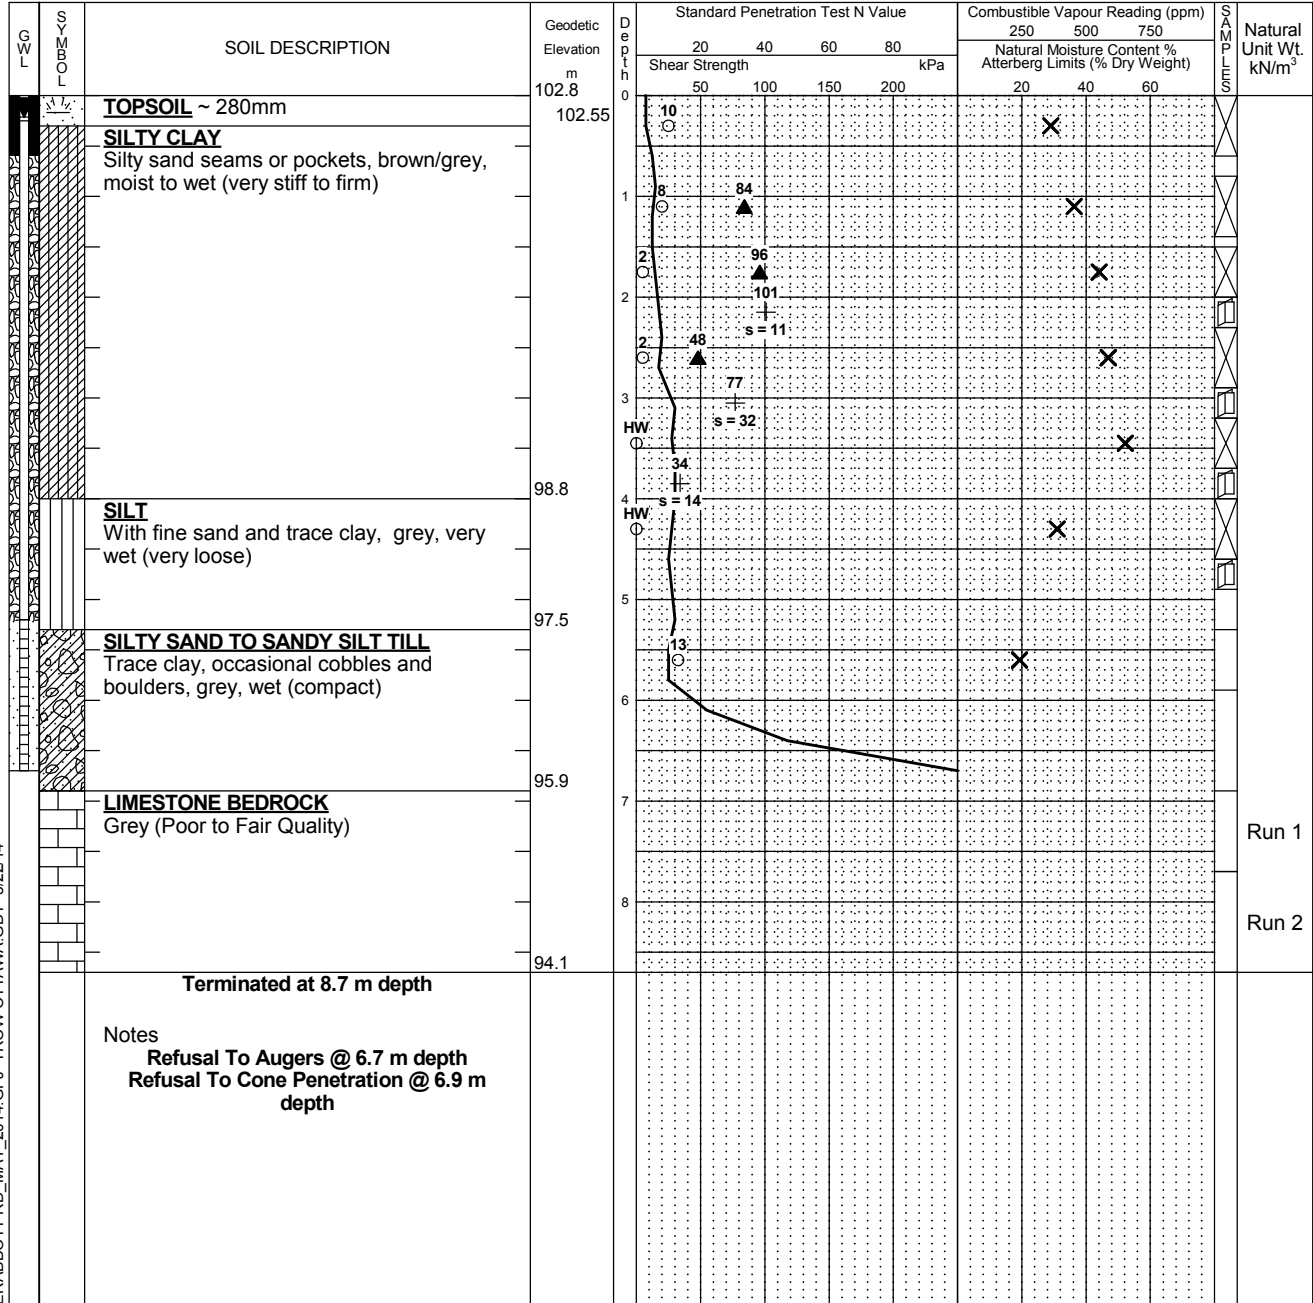 GWL
SYMBOL
SOIL DESCRIPTION
Geodetic
Elevation
m
102.8
Depth
Standard Penetration Test N Value
20 40 60 80
Shear Strength kPa
50 100 150 200
Combustible Vapour Reading (ppm)
250 500 750
Natural Moisture Content %
Atterberg Limits (% Dry Weight)
20 40 60
SAMPLES
Natural
Unit Wt.
kN/m³
0
TOPSOIL ~ 280mm
102.55
10
SILTY CLAY
Silty sand seams or pockets, brown/grey,
moist to wet (very stiff to firm)
1
8
84
2
96
2
101
s = 11
2
48
3
77
s = 32
HW
34
s = 14
98.8
4
SILT
With fine sand and trace clay, grey, very
wet (very loose)
HW
5
97.5
SILTY SAND TO SANDY SILT TILL
Trace clay, occasional cobbles and
boulders, grey, wet (compact)
13
6
95.9
LIMESTONE BEDROCK
Grey (Poor to Fair Quality)
7
Run 1
8
Run 2
94.1
Terminated at 8.7 m depth
Notes
Refusal To Augers @ 6.7 m depth
Refusal To Cone Penetration @ 6.9 m
depth